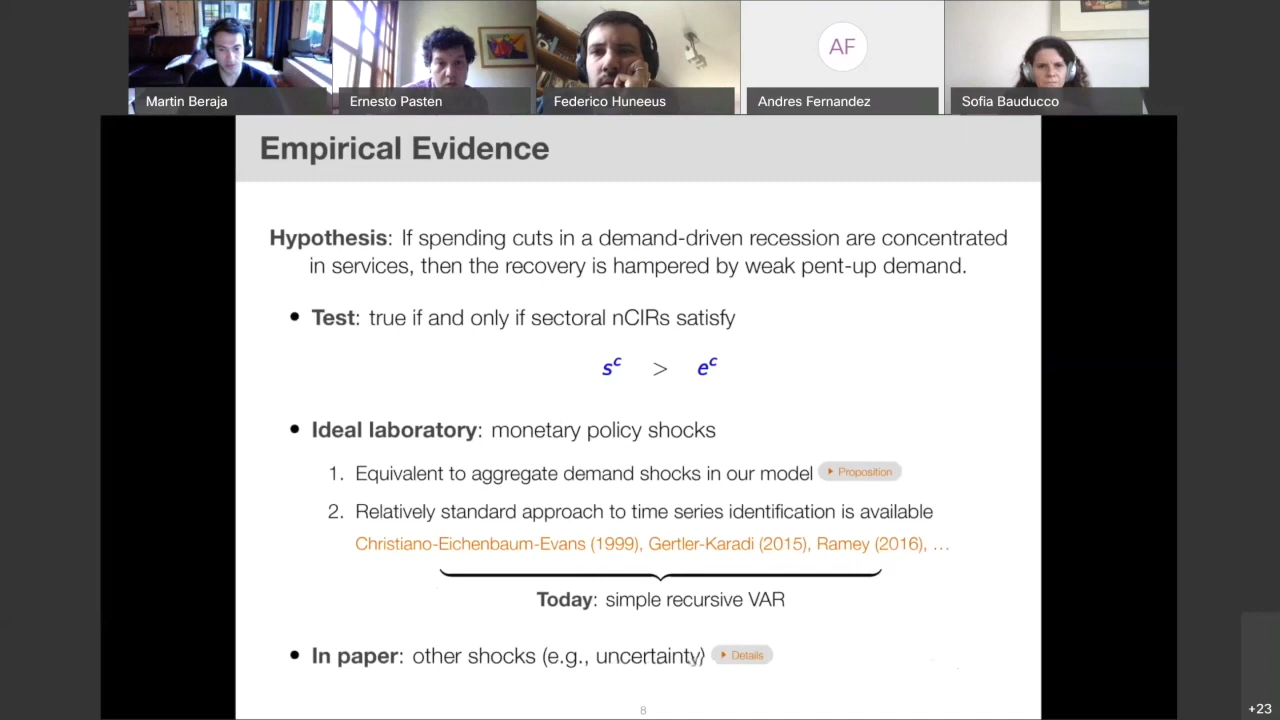 Martin Beraja
Ernesto Pasten
Federico Huneeus
AF
Andres Fernandez
Sofia Bauducco
Empirical Evidence
Hypothesis: If spending cuts in a demand-driven recession are concentrated
in services, then the recovery is hampered by weak pent-up demand.
• Test: true if and only if sectoral nCIRs satisfy
s^c > e^c
• Ideal laboratory: monetary policy shocks
1. Equivalent to aggregate demand shocks in our model Proposition
2. Relatively standard approach to time series identification is available
Christiano-Eichenbaum-Evans (1999), Gertler-Karadi (2015), Ramey (2016), …
Today: simple recursive VAR
• In paper: other shocks (e.g., uncertainty) Details
8
+23